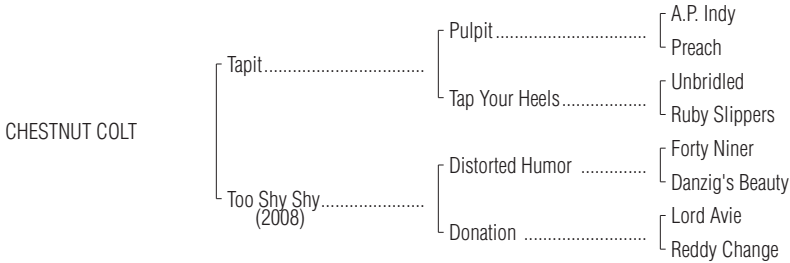 A.P. Indy
Pulpit..............................
Preach
Tapit................................
Unbridled
Tap Your Heels.................
Ruby Slippers
CHESTNUT COLT
Forty Niner
Distorted Humor .............
Danzig's Beauty
Too Shy Shy.....................
(2008)
Lord Avie
Donation ........................
Reddy Change